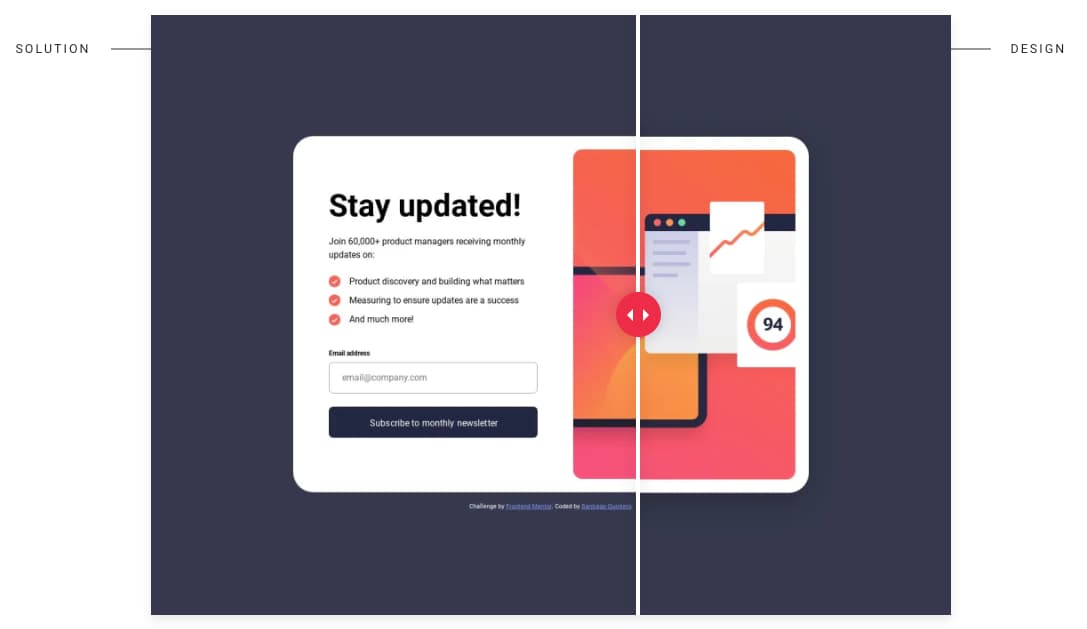 SOLUTION
DESIGN
Stay updated!
Join 60,000+ product managers receiving monthly
updates on:
Product discovery and building what matters
Measuring to ensure updates are a success
And much more!
Email address
email@company.com
Subscribe to monthly newsletter
94
Challenge by Frontend Mentor. Coded by Santiago Quintero.